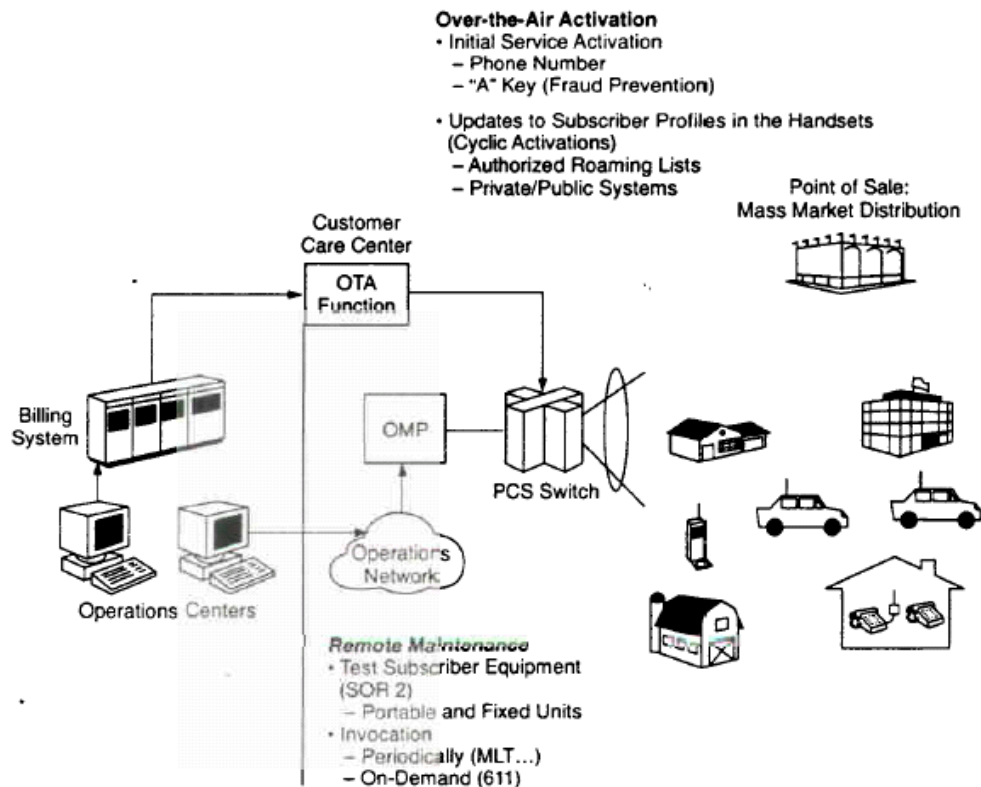 Over-the-Air Activation
• Initial Service Activation
– Phone Number
– "A" Key (Fraud Prevention)
• Updates to Subscriber Profiles in the Handsets
(Cyclic Activations)
– Authorized Roaming Lists
– Private/Public Systems
Point of Sale:
Mass Market Distribution
Customer
Care Center
OTA
Function
Billing
System
OMP
PCS Switch
Operations
Network
Operations Centers
Remote Maintenance
• Test Subscriber Equipment
(SOR 2)
– Portable and Fixed Units
• Invocation
– Periodically (MLT...)
– On-Demand (611)